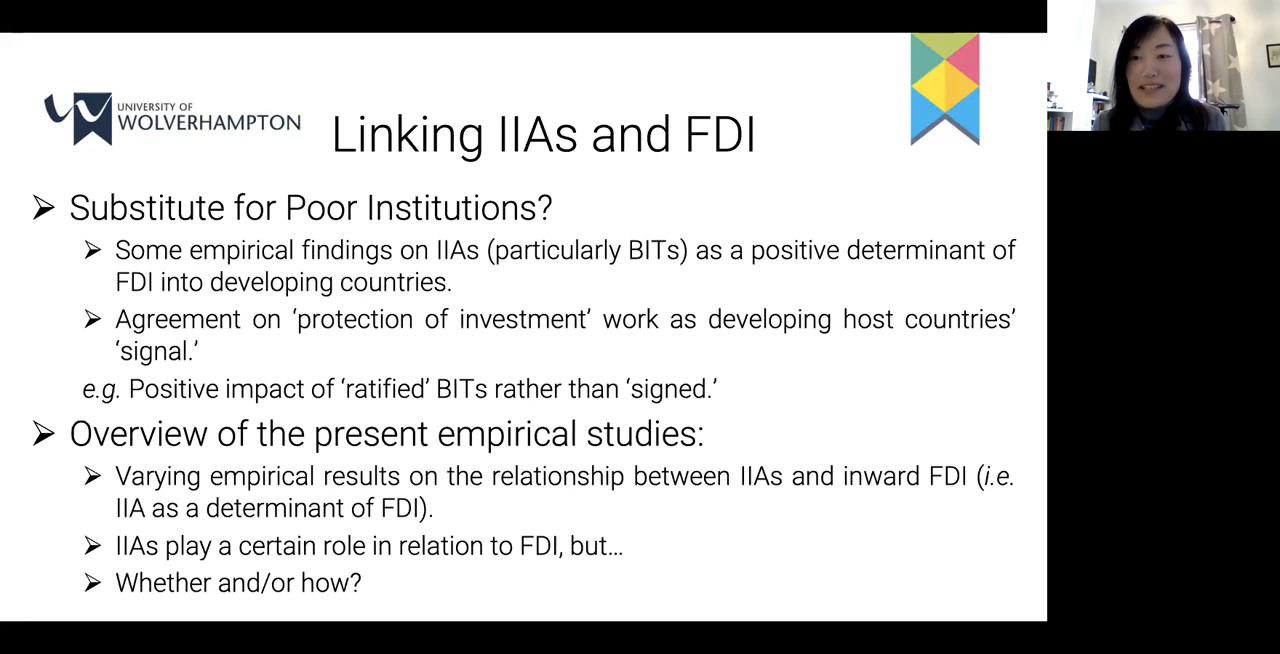 UNIVERSITY OF
WOLVERHAMPTON
Linking IIAs and FDI
➢ Substitute for Poor Institutions?
➢ Some empirical findings on IIAs (particularly BITs) as a positive determinant of
FDI into developing countries.
➢ Agreement on ‘protection of investment’ work as developing host countries’
‘signal.’
e.g. Positive impact of ‘ratified’ BITs rather than ‘signed.’
➢ Overview of the present empirical studies:
➢ Varying empirical results on the relationship between IIAs and inward FDI (i.e.
IIA as a determinant of FDI).
➢ IIAs play a certain role in relation to FDI, but…
➢ Whether and/or how?